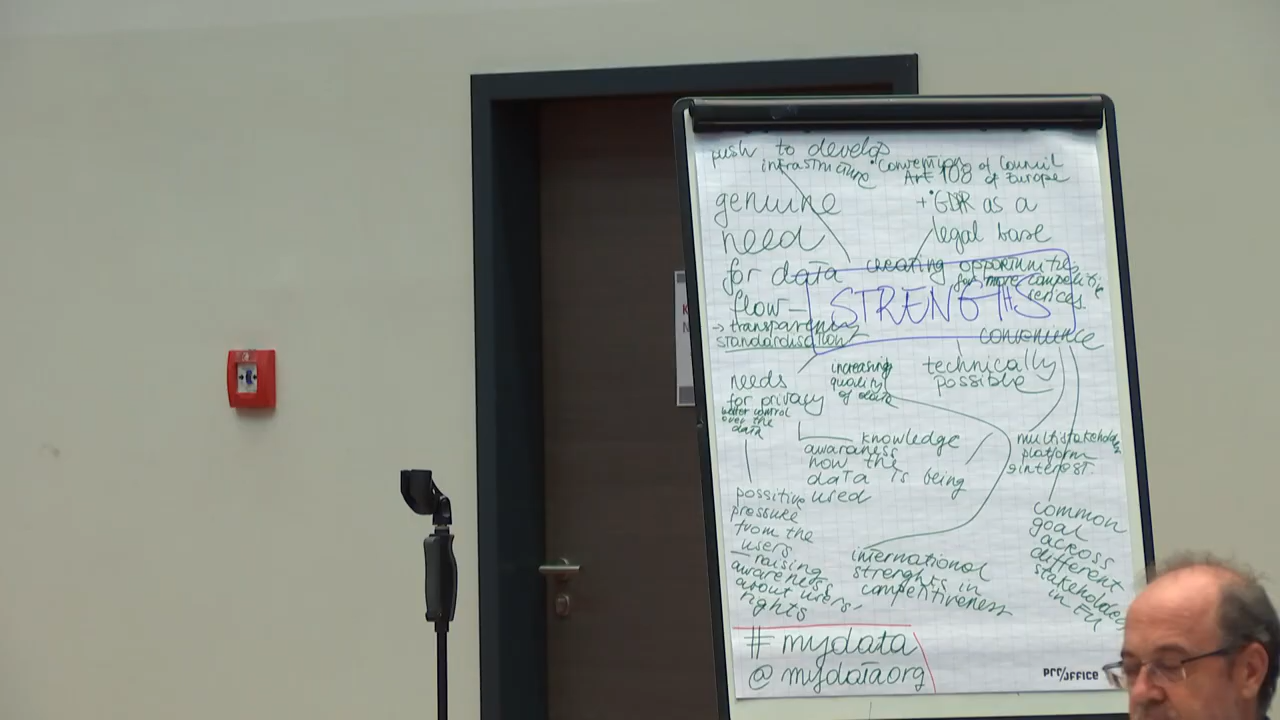 push to develop
infrastructure
• Convention of Council
Art 108 of Europe
+ • GDPR as a
legal base
genuine
need
for data
flow —
→ transparency
standardisation
creating opportunities
for more competitive
services.
STRENGTHS
convenience
technically
possible
increasing
quality
of data
needs
for privacy
better control
over the
data
knowledge
awareness
how the
data is being
used
multistakeholder
platform
interest
possitive
pressure
from the
users
— raising
awareness
about users,
rights
international
strenghts in
competitiveness
common
goal
across
different
stakeholders
in EU
# mydata
@ mydataorg
pro/office